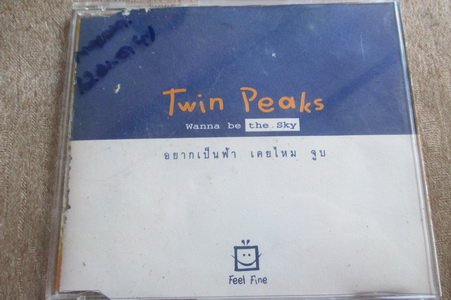 Twin Peaks
Wanna be the Sky
อยากเป็นฟ้า เคยไหม จูบ
Feel Fine